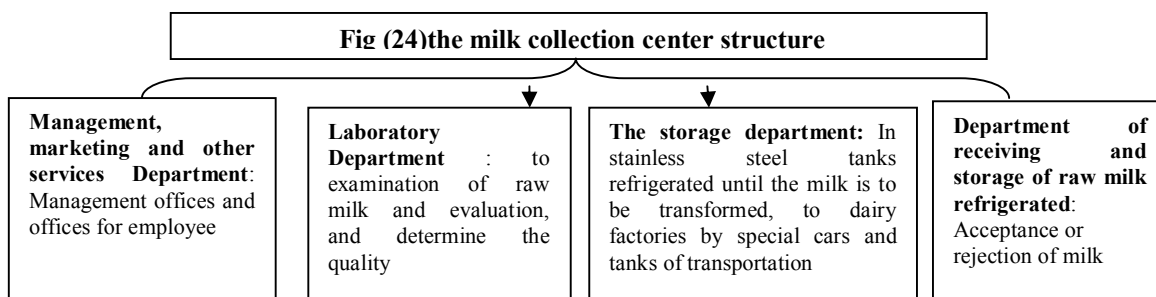 Fig (24)the milk collection center structure
Management,
marketing and other
services Department:
Management offices and
offices for employee
Laboratory
Department : to
examination of raw
milk and evaluation,
and determine the
quality
The storage department: In
stainless steel tanks
refrigerated until the milk is to
be transformed, to dairy
factories by special cars and
tanks of transportation
Department of
receiving and
storage of raw milk
refrigerated:
Acceptance or
rejection of milk